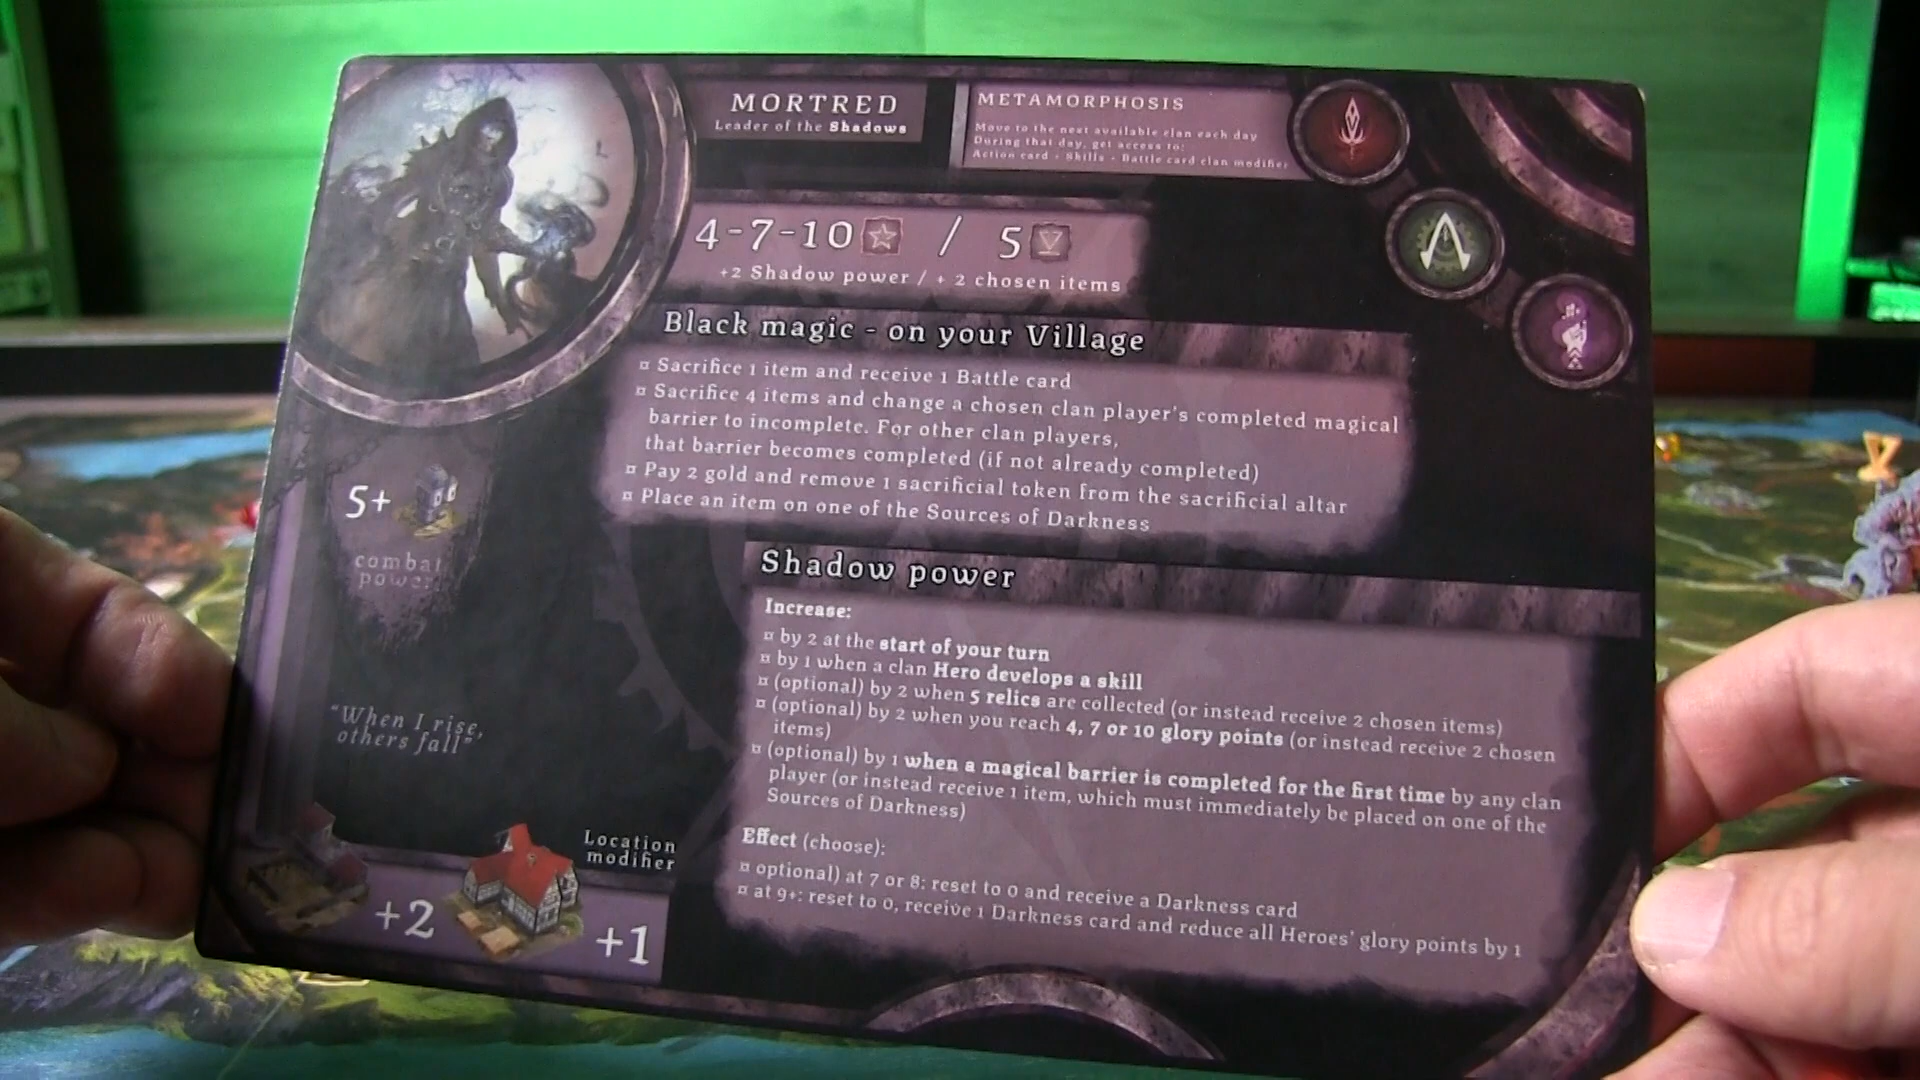 MORTRED
Leader of the Shadows
METAMORPHOSIS
Move to the next available clan each day
During that day, get access to:
Action card - Skills - Battle card clan modifier
4-7-10 / 5
+2 Shadow power / + 2 chosen items
Black magic - on your Village
¤ Sacrifice 1 item and receive 1 Battle card
¤ Sacrifice 4 items and change a chosen clan player's completed magical
barrier to incomplete. For other clan players,
that barrier becomes completed (if not already completed)
¤ Pay 2 gold and remove 1 sacrificial token from the sacrificial altar
¤ Place an item on one of the Sources of Darkness
5+
combat
power
"When I rise,
others fall"
Shadow power
Increase:
¤ by 2 at the start of your turn
¤ by 1 when a clan Hero develops a skill
¤ (optional) by 2 when 5 relics are collected (or instead receive 2 chosen items)
¤ (optional) by 2 when you reach 4, 7 or 10 glory points (or instead receive 2 chosen
items)
¤ (optional) by 1 when a magical barrier is completed for the first time by any clan
player (or instead receive 1 item, which must immediately be placed on one of the
Sources of Darkness)
Effect (choose):
¤ optional) at 7 or 8: reset to 0 and receive a Darkness card
¤ at 9+: reset to 0, receive 1 Darkness card and reduce all Heroes' glory points by 1
Location
modifier
+2
+1